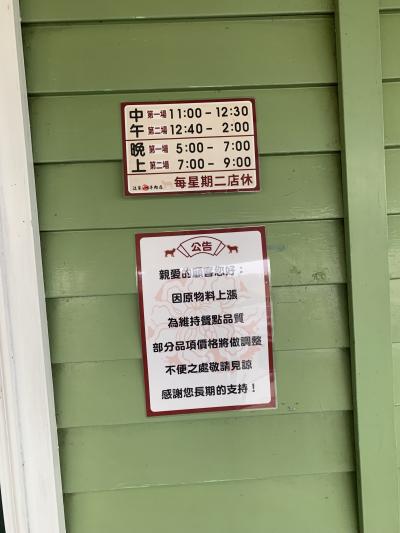 中午 第一場 11:00 - 12:30
第二場 12:40 - 2:00
晚上 第一場 5:00 - 7:00
第二場 7:00 - 9:00
每星期二店休
公告
親愛的顧客您好：
因原物料上漲
為維持餐點品質
部分品項價格將做調整
不便之處敬請見諒
感謝您長期的支持！